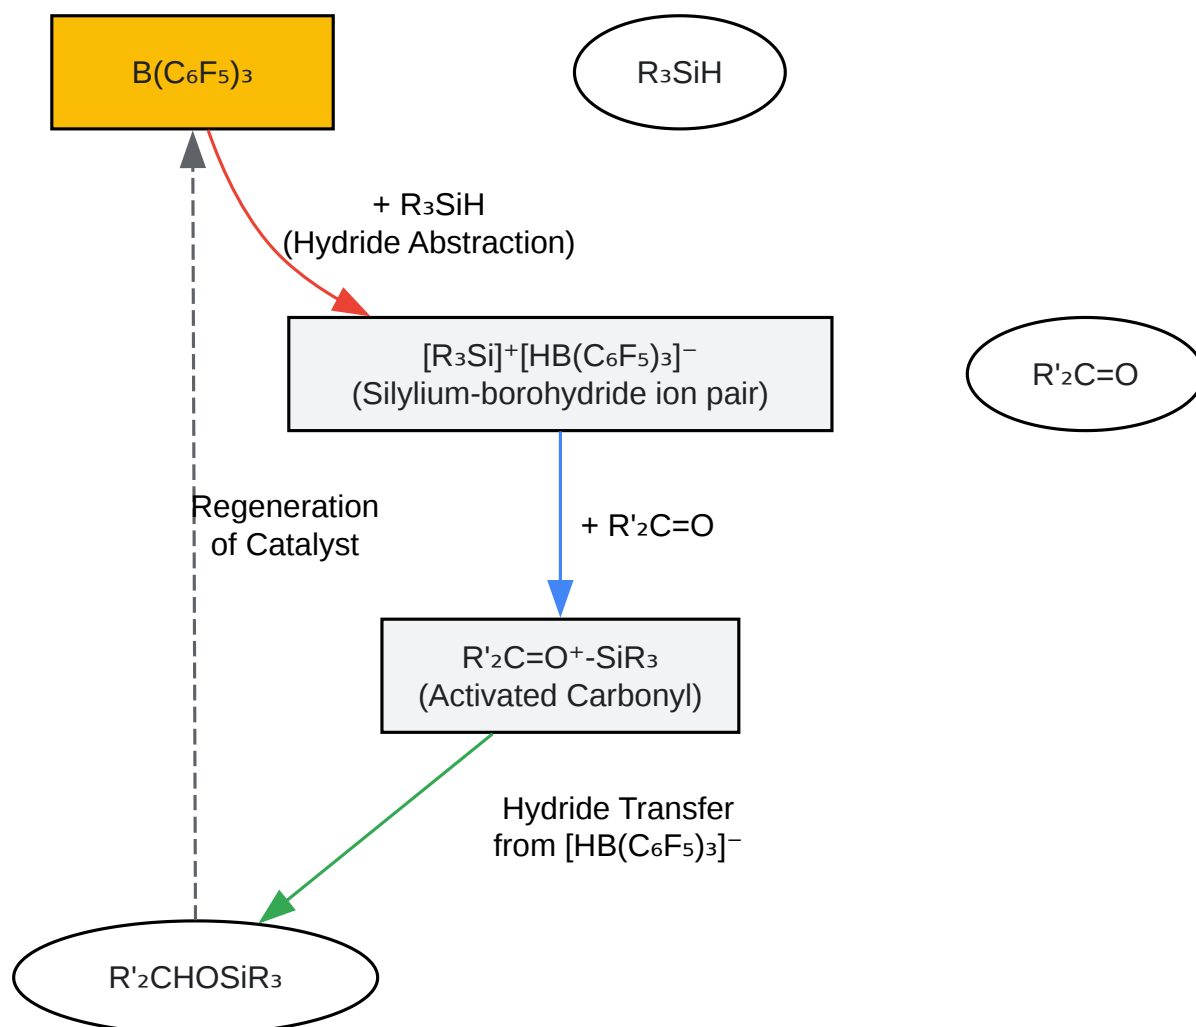 B(C₆F₅)₃
R₃SiH
+ R₃SiH
(Hydride Abstraction)
[R₃Si]⁺[HB(C₆F₅)₃]⁻
(Silylium-borohydride ion pair)
R'₂C=O
Regeneration
of Catalyst
+ R'₂C=O
R'₂C=O⁺-SiR₃
(Activated Carbonyl)
Hydride Transfer
from [HB(C₆F₅)₃]⁻
R'₂CHOSiR₃